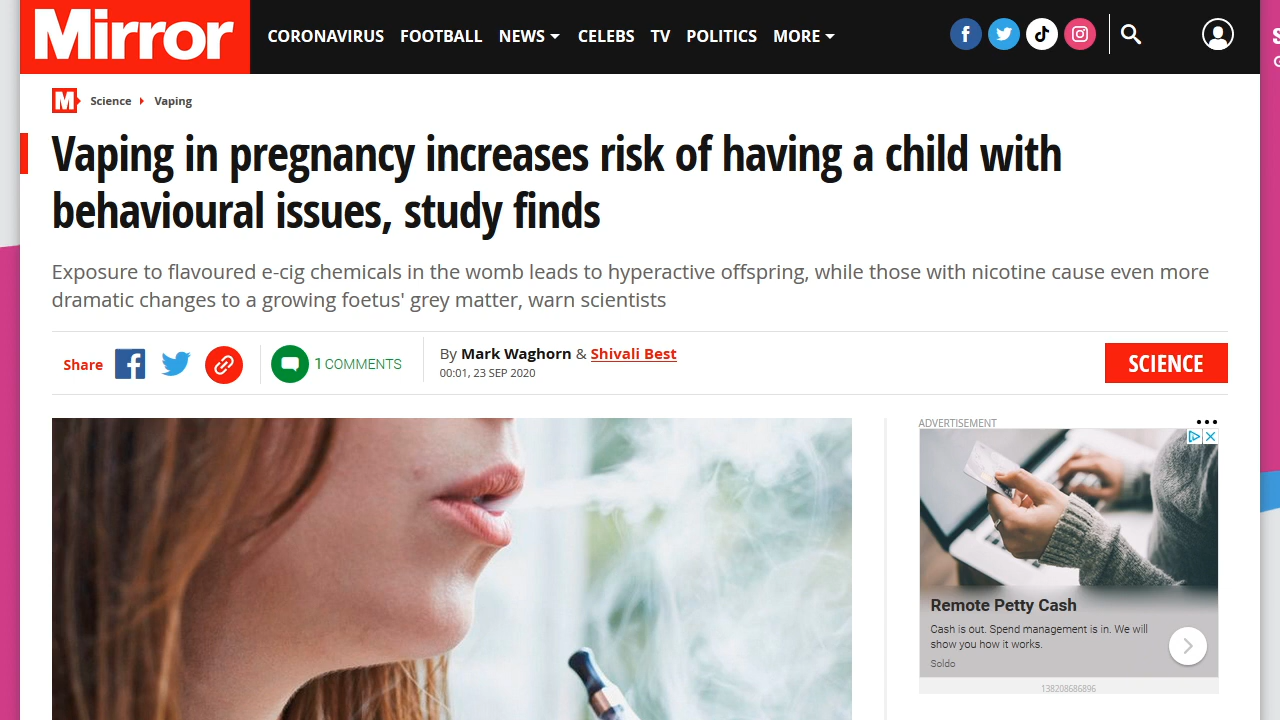 Mirror
CORONAVIRUS FOOTBALL NEWS CELEBS TV POLITICS MORE
M Science Vaping
Vaping in pregnancy increases risk of having a child with
behavioural issues, study finds
Exposure to flavoured e-cig chemicals in the womb leads to hyperactive offspring, while those with nicotine cause even more
dramatic changes to a growing foetus' grey matter, warn scientists
Share
1 COMMENTS
By Mark Waghorn & Shivali Best
00:01, 23 SEP 2020
SCIENCE
ADVERTISEMENT
Remote Petty Cash
Cash is out. Spend management is in. We will
show you how it works.
Soldo
138208686896